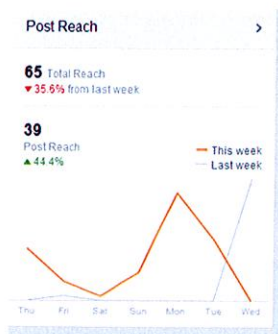 Post Reach >
65 Total Reach
▼35.6% from last week
39
Post Reach
▲44.4%
This week
Last week
Thu Fri Sat Sun Mon Tue Wed